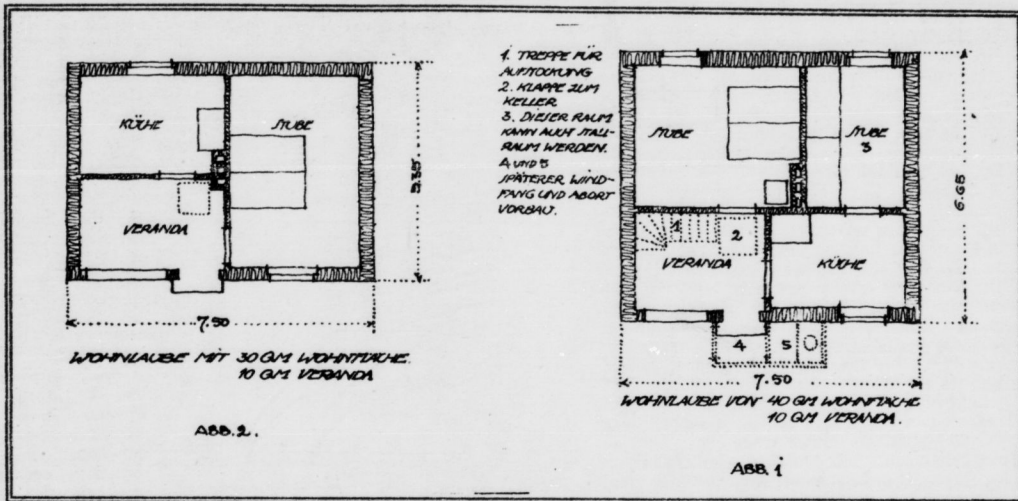 KÜCHE
STUBE
VERANDA
5.35
7.50
WOHNLAUBE MIT 30 QM WOHNFLÄCHE.
10 QM VERANDA
ABB. 2.
1. TREPPE FÜR
AUFSTOCKUNG
2. KLAPPE ZUM
KELLER
3. DIESER RAUM
KANN AUCH STALL-
RAUM WERDEN.
4 UND 5
SPÄTERER WIND-
FANG UND ABORT
VORBAU.
STUBE
STUBE
3
1
2
VERANDA
KÜCHE
4
5
6.65
7.50
WOHNLAUBE VON 40 QM WOHNFLÄCHE
10 QM VERANDA.
ABB. 1